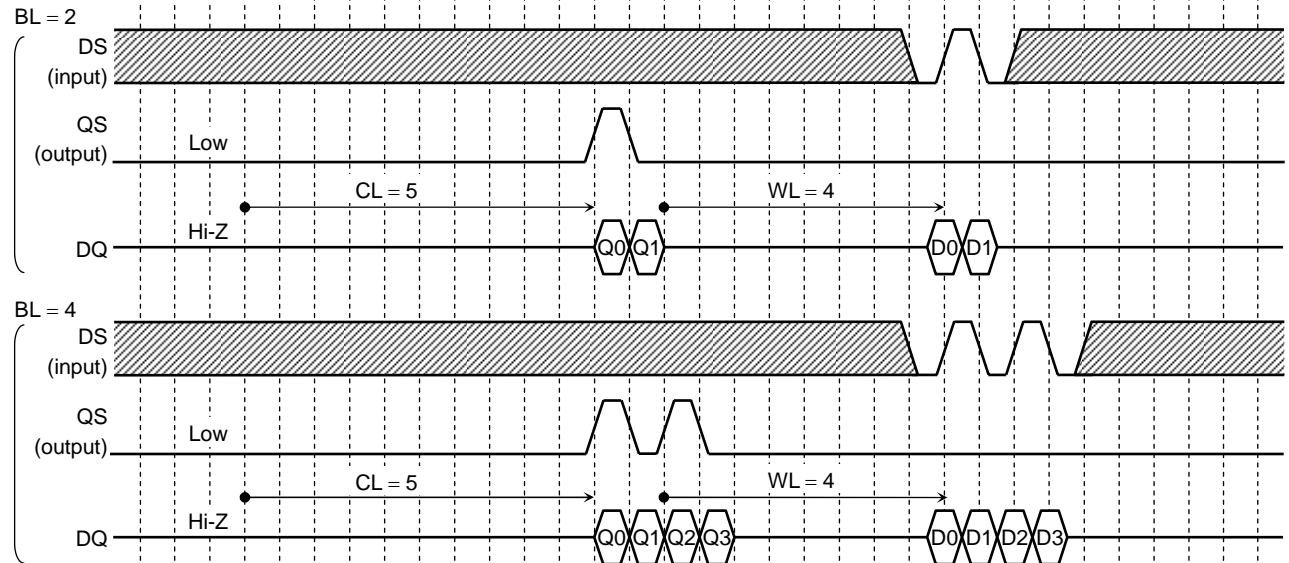 BL = 2
DS
(input)
QS
(output)
Low
CL = 5
WL = 4
Hi-Z
DQ
Q0 Q1
D0 D1
BL = 4
DS
(input)
QS
(output)
Low
CL = 5
WL = 4
Hi-Z
DQ
Q0 Q1 Q2 Q3
D0 D1 D2 D3